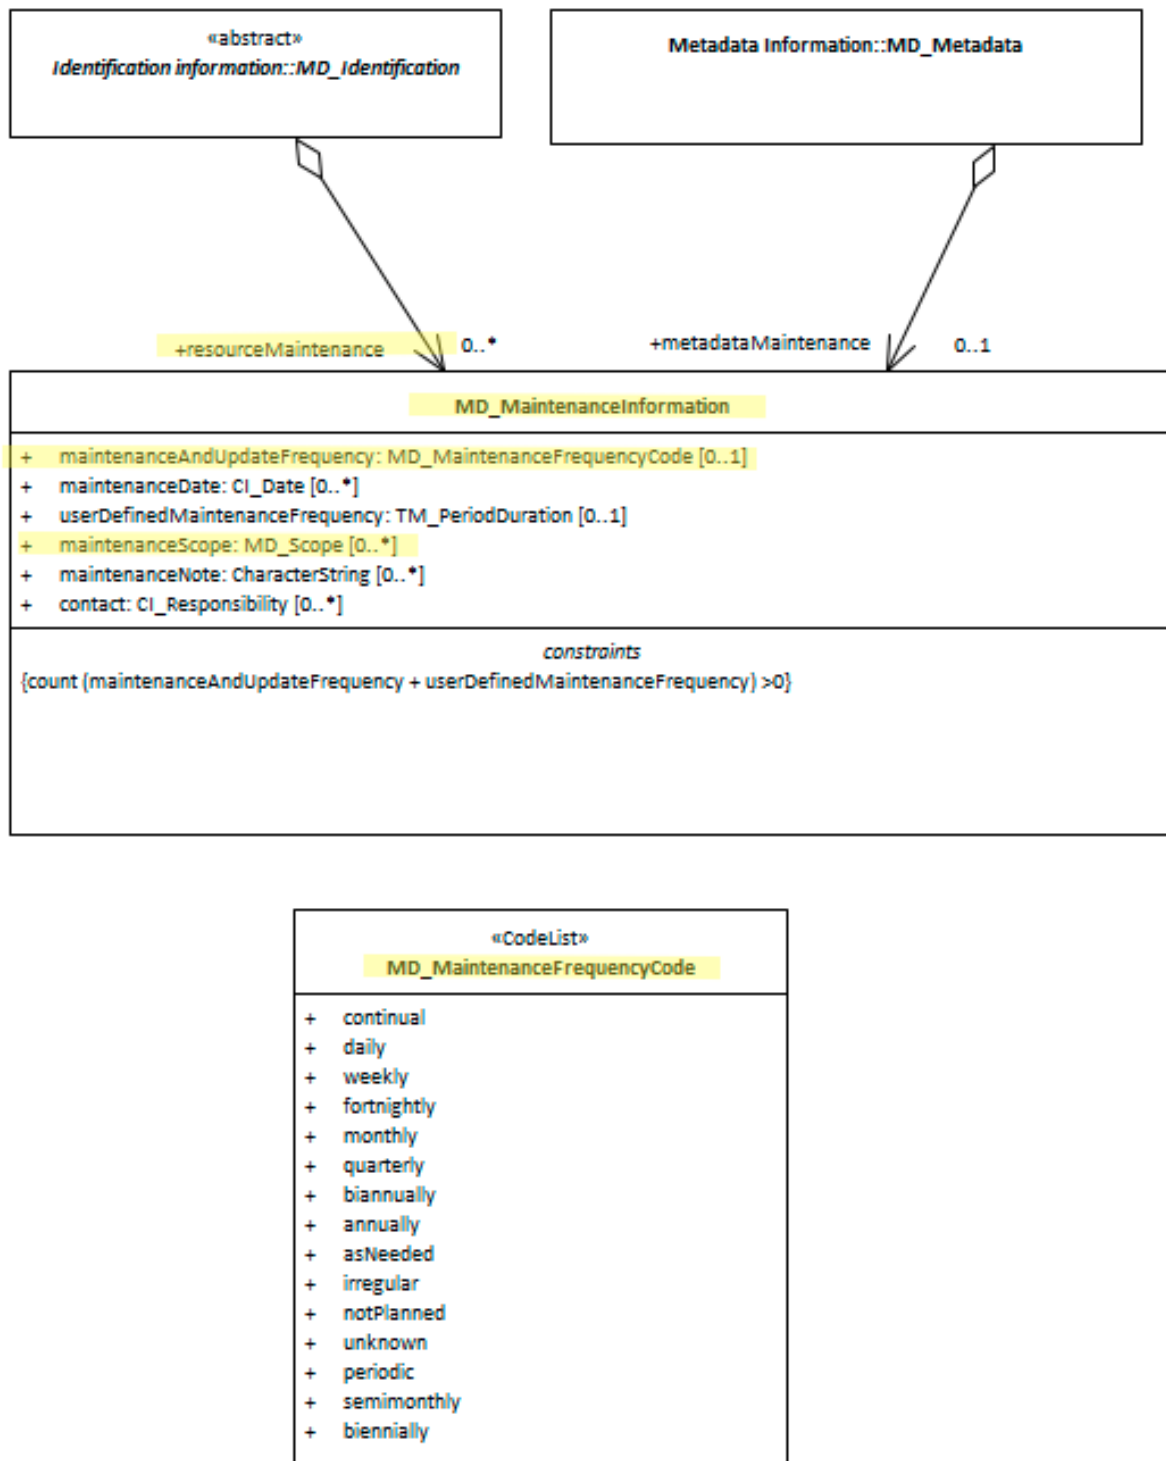 «abstract»
Identification information::MD_Identification
Metadata Information::MD_Metadata
+resourceMaintenance
0..*
+metadataMaintenance
0..1
MD_MaintenanceInformation
+ maintenanceAndUpdateFrequency: MD_MaintenanceFrequencyCode [0..1]
+ maintenanceDate: CI_Date [0..*]
+ userDefinedMaintenanceFrequency: TM_PeriodDuration [0..1]
+ maintenanceScope: MD_Scope [0..*]
+ maintenanceNote: CharacterString [0..*]
+ contact: CI_Responsibility [0..*]
constraints
{count (maintenanceAndUpdateFrequency + userDefinedMaintenanceFrequency) >0}
«CodeList»
MD_MaintenanceFrequencyCode
+ continual
+ daily
+ weekly
+ fortnightly
+ monthly
+ quarterly
+ biannually
+ annually
+ asNeeded
+ irregular
+ notPlanned
+ unknown
+ periodic
+ semimonthly
+ biennially